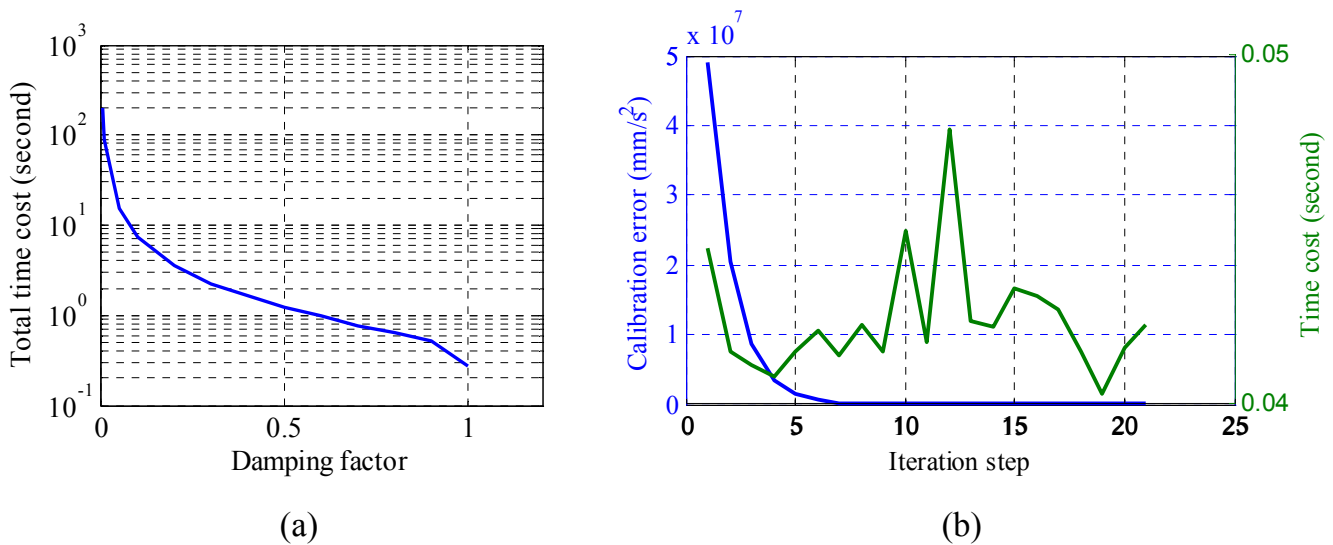 10^3
10^2
10^1
10^0
10^-1
Total time cost (second)
0
0.5
1
Damping factor
(a)
x 10^7
5
4
3
2
1
0
Calibration error (mm/s^2)
0.05
0.04
Time cost (second)
0
5
10
15
20
25
Iteration step
(b)